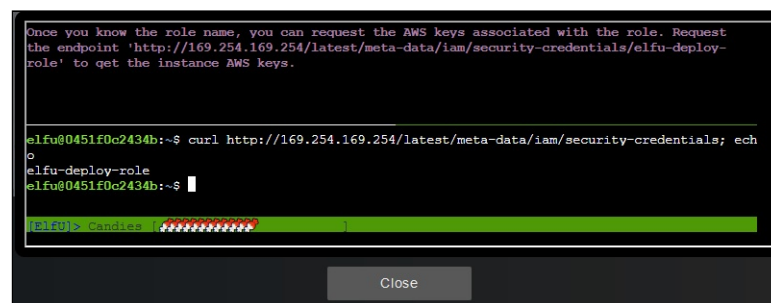 Once you know the role name, you can request the AWS keys associated with the role. Request
the endpoint 'http://169.254.169.254/latest/meta-data/iam/security-credentials/elfu-deploy-
role' to get the instance AWS keys.
elfu@0451f0c2434b:~$ curl http://169.254.169.254/latest/meta-data/iam/security-credentials; ech
o
elfu-deploy-role
elfu@0451f0c2434b:~$
[ElfU]> Candies [ ]
Close